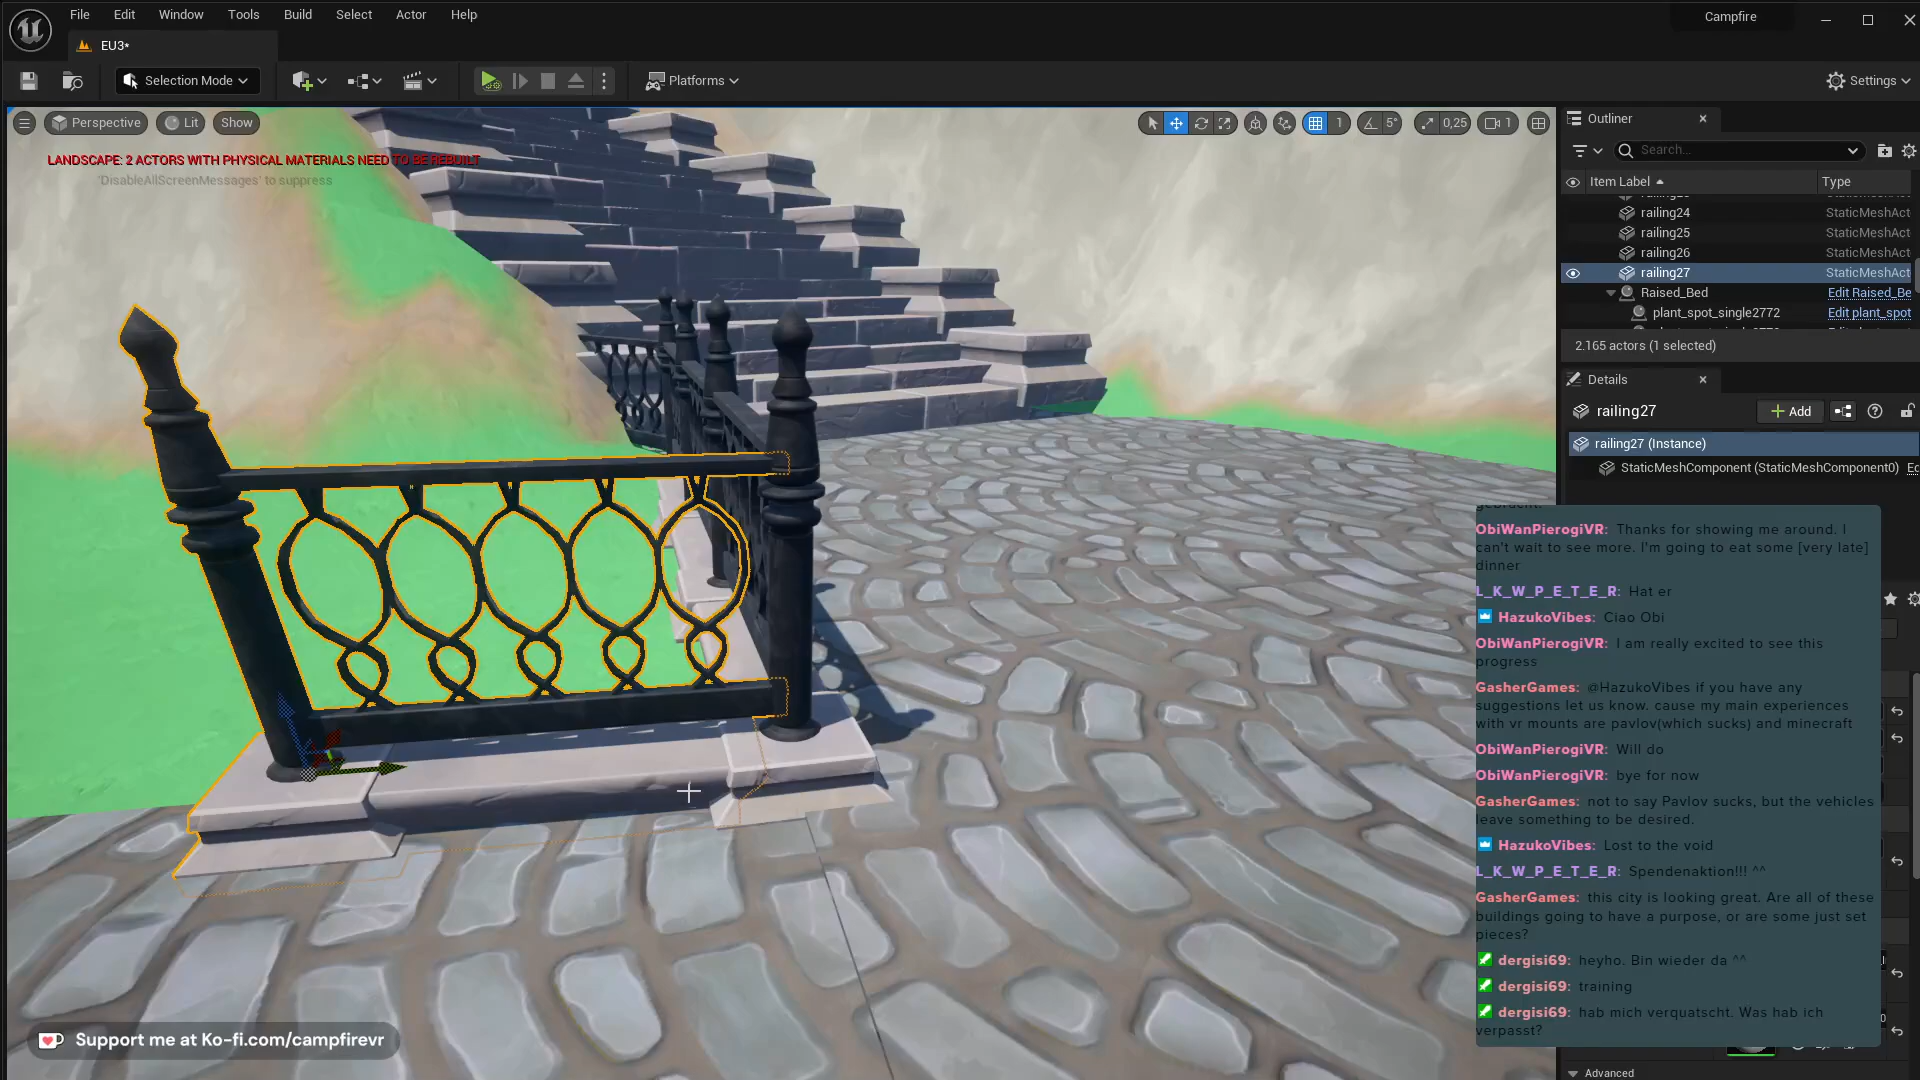 File Edit Window Tools Build Select Actor Help
Campfire
EU3*
Selection Mode
Platforms
Settings
Perspective Lit Show
1 5° 0,25 1
LANDSCAPE: 2 ACTORS WITH PHYSICAL MATERIALS NEED TO BE REBUILT
'DisableAllScreenMessages' to suppress
Outliner
Search...
Item Label Type
railing24 StaticMeshAct
railing25 StaticMeshAct
railing26 StaticMeshAct
railing27 StaticMeshAct
Raised_Bed Edit Raised_Be
plant_spot_single2772 Edit plant_spot
2.165 actors (1 selected)
Details
railing27
Add
railing27 (Instance)
StaticMeshComponent (StaticMeshComponent0) Ec
ObiWanPierogiVR: Thanks for showing me around. I
can't wait to see more. I'm going to eat some [very late]
dinner
L_K_W_P_E_T_E_R: Hat er
HazukoVibes: Ciao Obi
ObiWanPierogiVR: I am really excited to see this
progress
GasherGames: @HazukoVibes if you have any
suggestions let us know. cause my main experiences
with vr mounts are pavlov(which sucks) and minecraft
ObiWanPierogiVR: Will do
ObiWanPierogiVR: bye for now
GasherGames: not to say Pavlov sucks, but the vehicles
leave something to be desired.
HazukoVibes: Lost to the void
L_K_W_P_E_T_E_R: Spendenaktion!!! ^^
GasherGames: this city is looking great. Are all of these
buildings going to have a purpose, or are some just set
pieces?
dergisi69: heyho. Bin wieder da ^^
dergisi69: training
dergisi69: hab mich verquatscht. Was hab ich
verpasst?
Support me at Ko-fi.com/campfirevr
Advanced